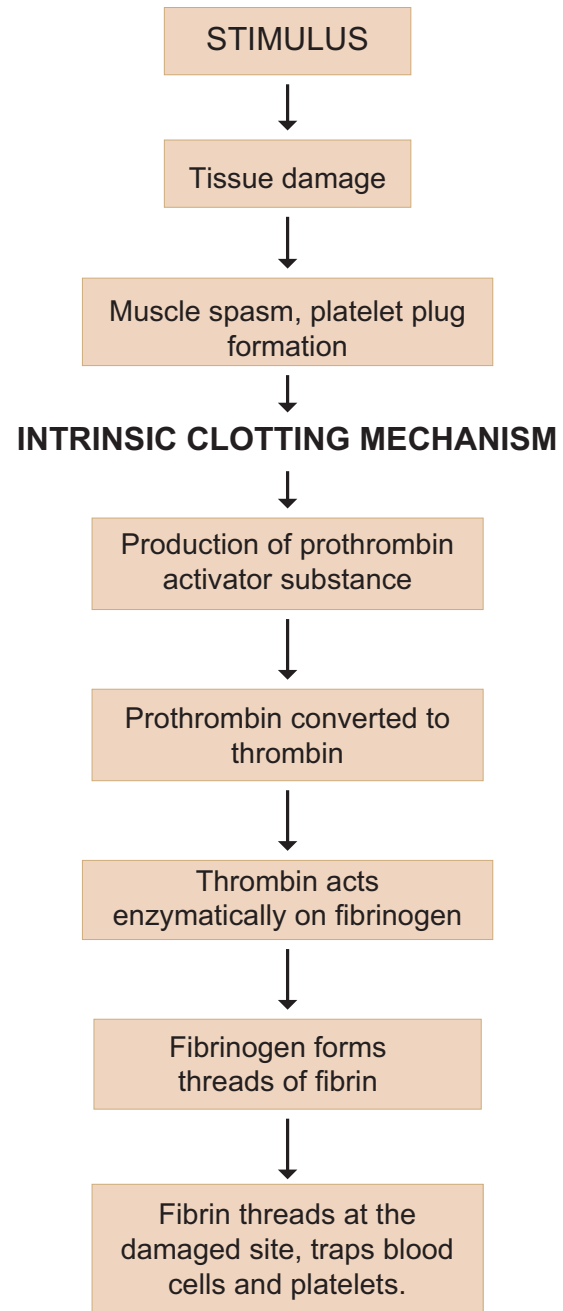 STIMULUS
Tissue damage
Muscle spasm, platelet plug
formation
INTRINSIC CLOTTING MECHANISM
Production of prothrombin
activator substance
Prothrombin converted to
thrombin
Thrombin acts
enzymatically on fibrinogen
Fibrinogen forms
threads of fibrin
Fibrin threads at the
damaged site, traps blood
cells and platelets.